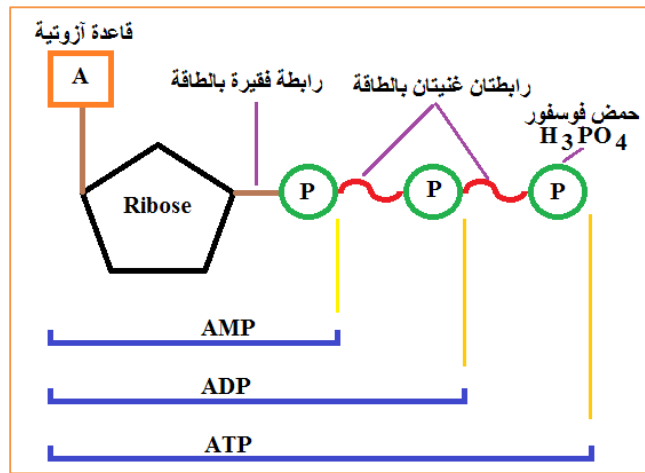 قاعدة آزوتية
A
رابطة فقيرة بالطاقة
رابطتان غنيتان بالطاقة
حمض فوسفور
H3PO4
Ribose
P
P
P
AMP
ADP
ATP